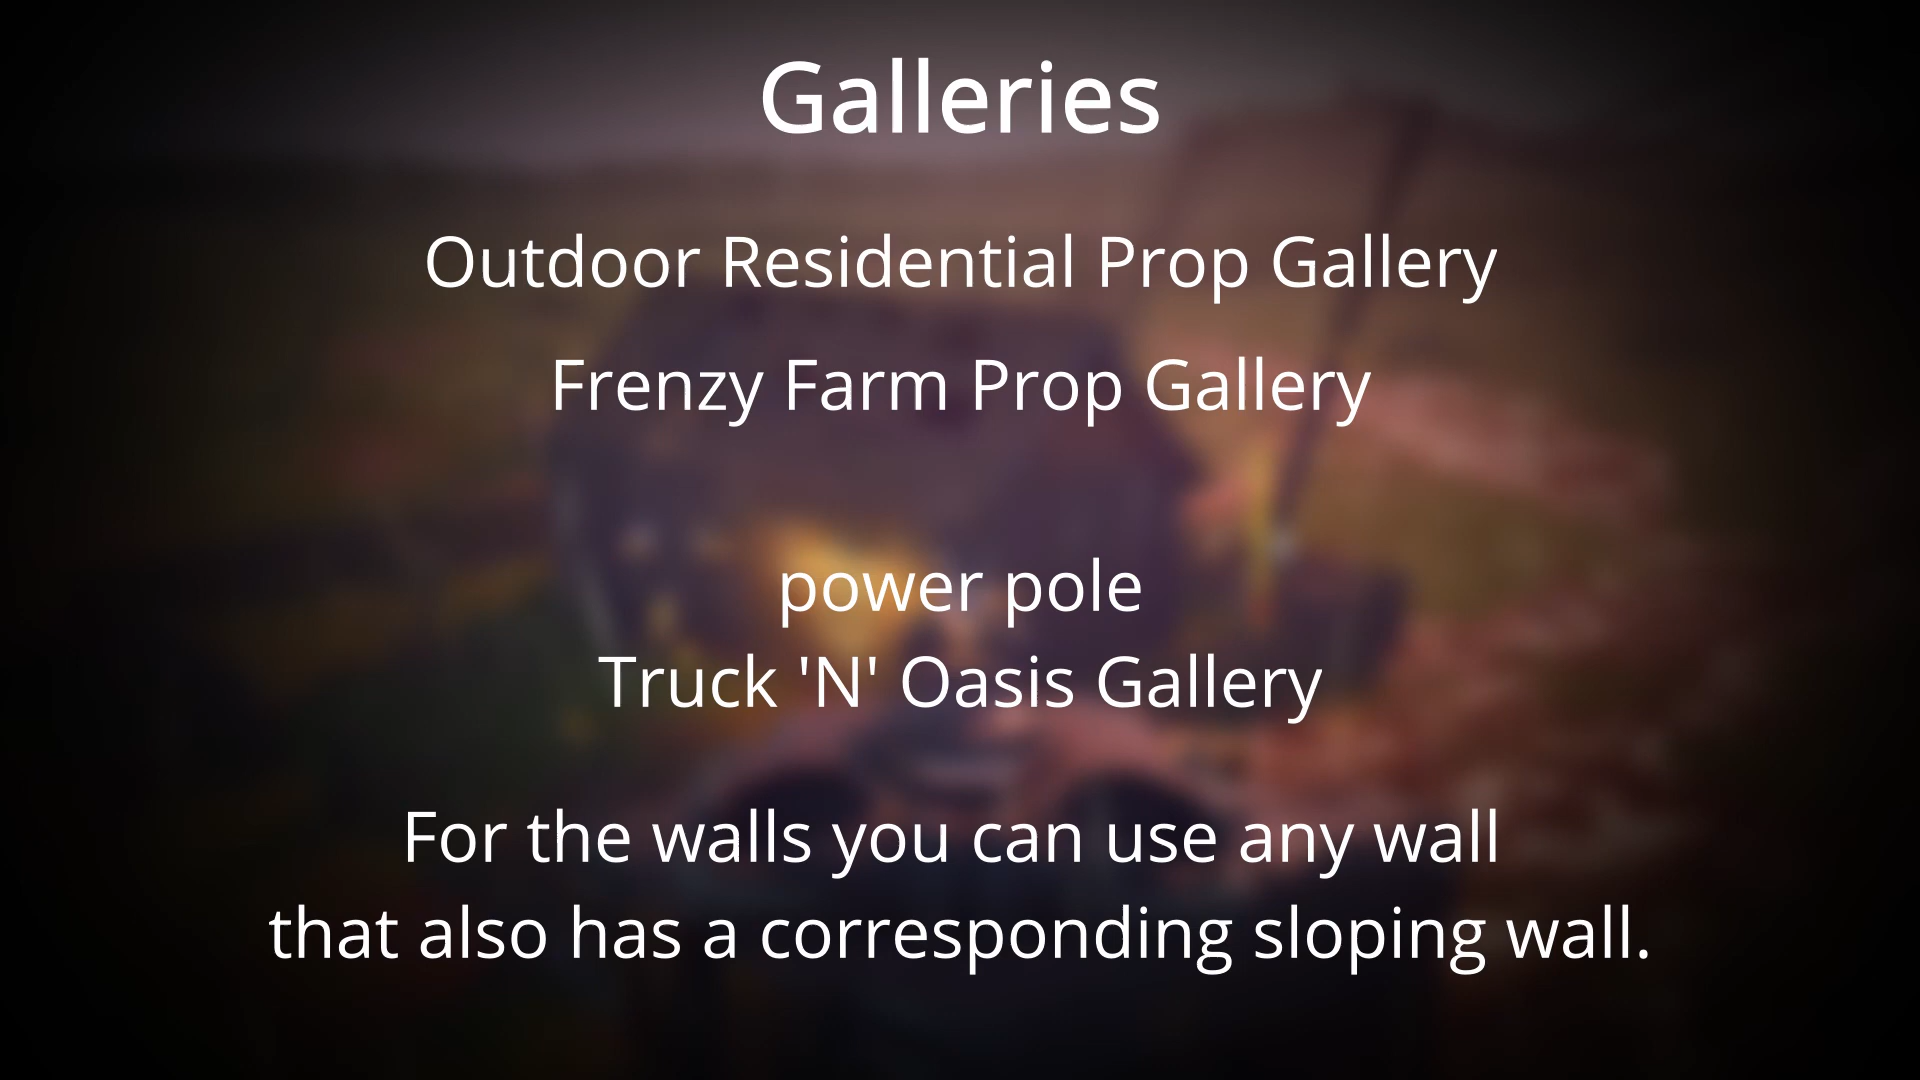 Galleries
Outdoor Residential Prop Gallery
Frenzy Farm Prop Gallery
power pole
Truck 'N' Oasis Gallery
For the walls you can use any wall
that also has a corresponding sloping wall.